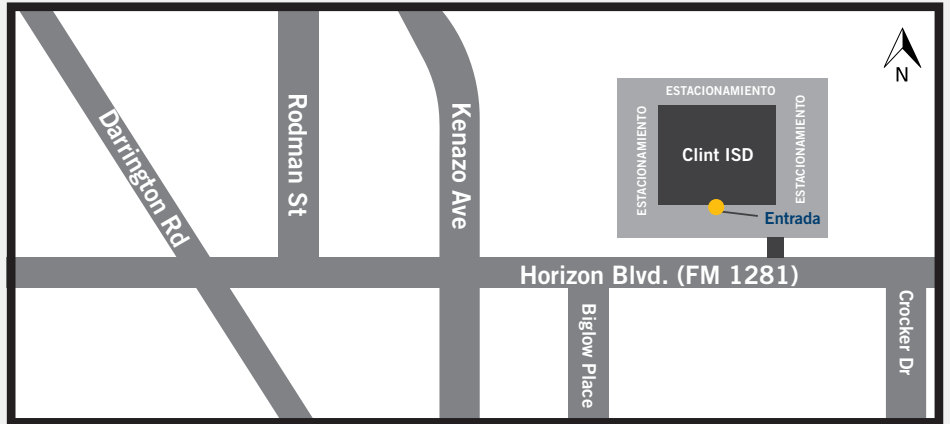 Darrington Rd
Rodman St
Kenazo Ave
ESTACIONAMIENTO
ESTACIONAMIENTO
Clint ISD
ESTACIONAMIENTO
Entrada
N
Horizon Blvd. (FM 1281)
Biglow Place
Crocker Dr